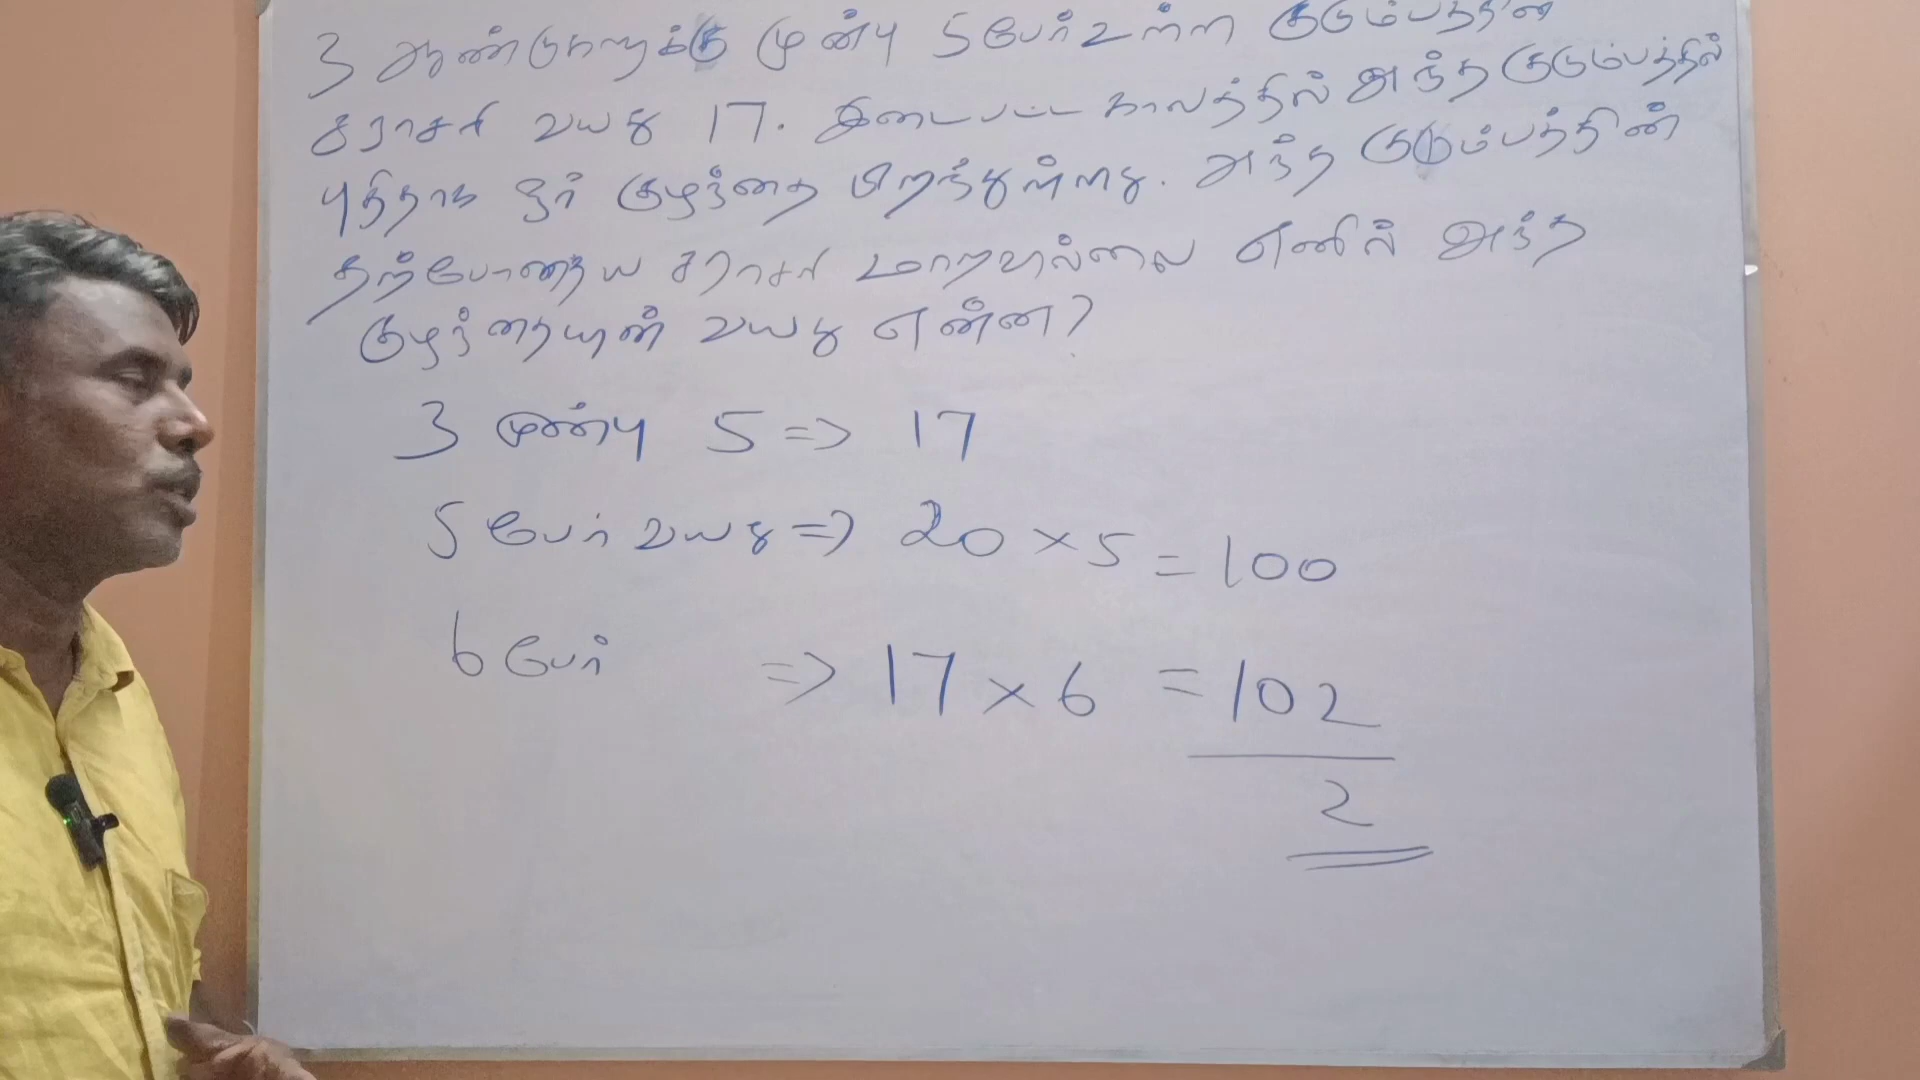 3 ஆண்டுகளுக்கு முன்பு 5 பேர் உள்ள குடும்பத்தின்
சராசரி வயது 17. இடைபட்ட காலத்தில் அந்த குடும்பத்தில்
புதிதாக ஓர் குழந்தை பிறந்துள்ளது. அந்த குடும்பத்தின்
தற்போதைய சராசரி மாறவில்லை எனில் அந்த
குழந்தையின் வயது என்ன?
3 முன்பு 5 => 17
5 பேர் வயது => 20 × 5 = 100
6 பேர் => 17 × 6 = 102
2